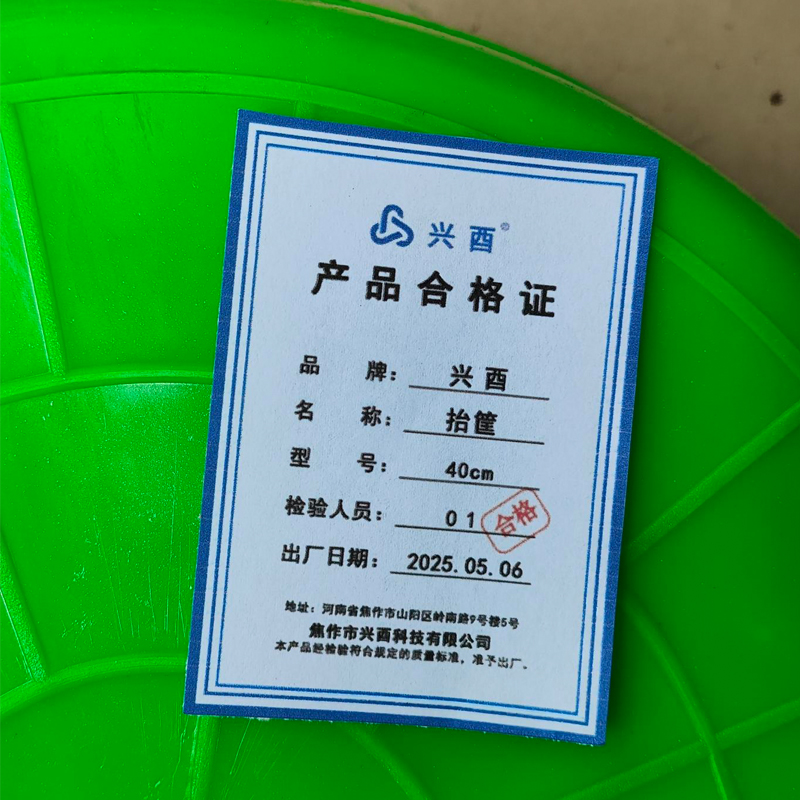 兴酉®
产品合格证
品牌：兴酉
名称：抬筐
型号：40cm
检验人员：01
合格
出厂日期：2025.05.06
地址：河南省焦作市山阳区岭南路9号楼5号
焦作市兴酉科技有限公司
本产品经检验符合规定的质量标准，准予出厂。